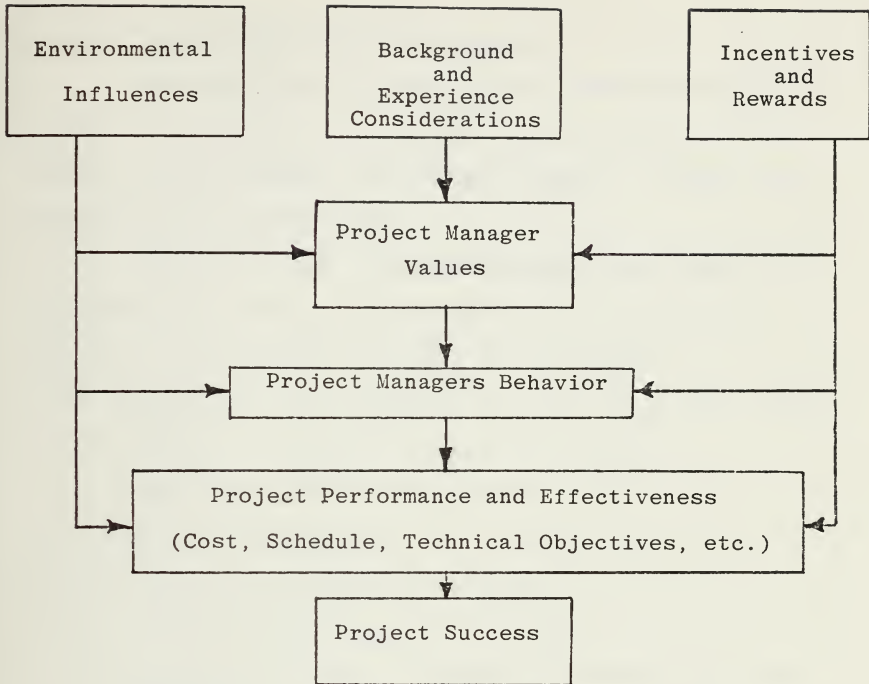 Environmental
Influences
Background
and
Experience
Considerations
Incentives
and
Rewards
Project Manager
Values
Project Managers Behavior
Project Performance and Effectiveness
(Cost, Schedule, Technical Objectives, etc.)
Project Success